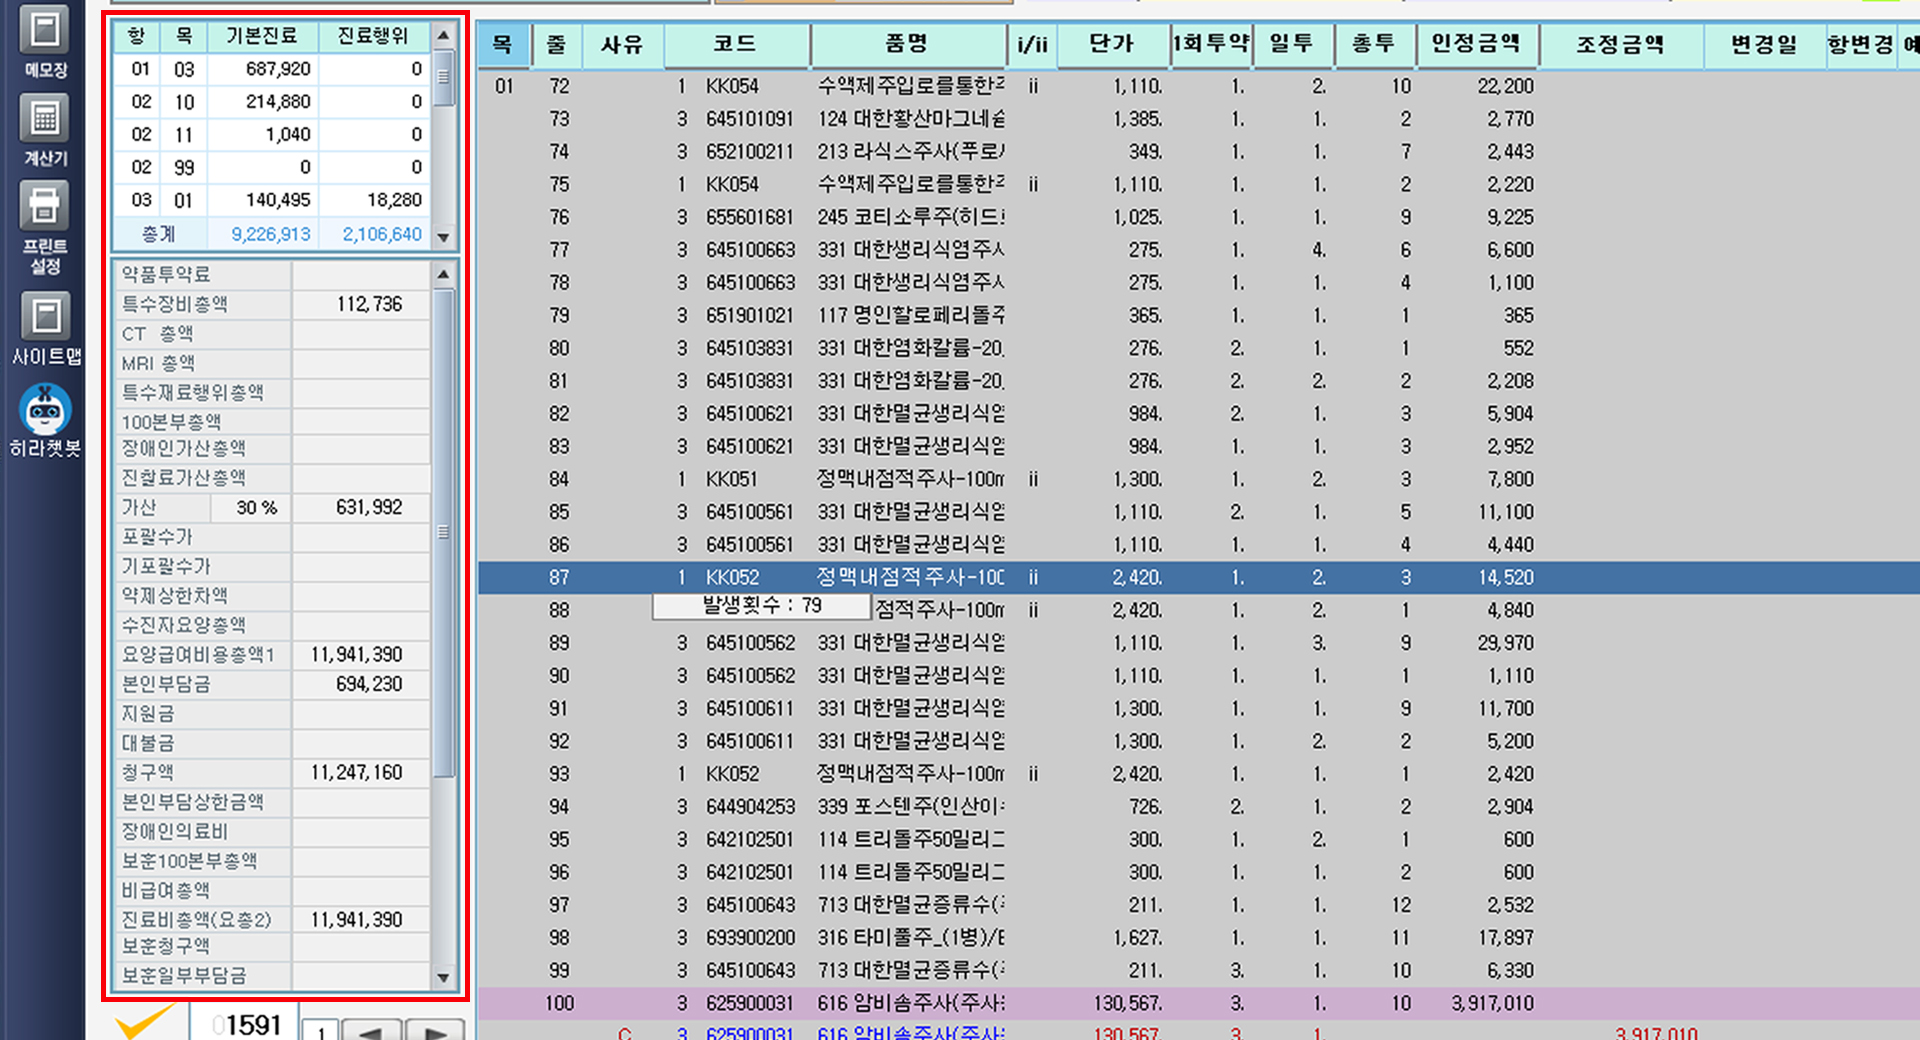 메모장
계산기
프린트
설정
사이트맵
히라챗봇
항 목 기본진료 진료행위
01 03 687,920 0
02 10 214,880 0
02 11 1,040 0
02 99 0 0
03 01 140,495 18,280
총계 9,226,913 2,106,640
약품투약료
특수장비총액 112,736
CT 총액
MRI 총액
특수재료행위총액
100본부총액
장애인가산총액
진찰료가산총액
가산 30 % 631,992
포괄수가
기포괄수가
약제상한차액
수진자요양총액
요양급여비용총액1 11,941,390
본인부담금 694,230
지원금
대불금
청구액 11,247,160
본인부담상한금액
장애인의료비
보훈100본부총액
비급여총액
진료비총액(요총2) 11,941,390
보훈청구액
보훈일부부담금
01591
1
목 줄 사유 코드 품명 i/ii 단가 1회투약 일투 총투 인정금액 조정금액 변경일 항변경
01 72 1 KK054 수액제주입로를통한 ii 1,110. 1. 2. 10 22,200
73 3 645101091 124 대한황산마그네슘 1,385. 1. 1. 2 2,770
74 3 652100211 213 라식스주사(푸로 349. 1. 1. 7 2,443
75 1 KK054 수액제주입로를통한 ii 1,110. 1. 1. 2 2,220
76 3 655601681 245 코티소루주(히드 1,025. 1. 1. 9 9,225
77 3 645100663 331 대한생리식염주사 275. 1. 4. 6 6,600
78 3 645100663 331 대한생리식염주사 275. 1. 1. 4 1,100
79 3 651901021 117 명인할로페리돌주 365. 1. 1. 1 365
80 3 645103831 331 대한염화칼륨-20 276. 2. 1. 1 552
81 3 645103831 331 대한염화칼륨-20 276. 2. 2. 2 2,208
82 3 645100621 331 대한멸균생리식염 984. 2. 1. 3 5,904
83 3 645100621 331 대한멸균생리식염 984. 1. 1. 3 2,952
84 1 KK051 정맥내점적주사-100m ii 1,300. 1. 2. 3 7,800
85 3 645100561 331 대한멸균생리식염 1,110. 2. 1. 5 11,100
86 3 645100561 331 대한멸균생리식염 1,110. 1. 1. 4 4,440
87 1 KK052 정맥내점적주사-100 ii 2,420. 1. 2. 3 14,520
발생횟수 : 79
88 점적주사-100m ii 2,420. 1. 2. 1 4,840
89 3 645100562 331 대한멸균생리식염 1,110. 1. 3. 9 29,970
90 3 645100562 331 대한멸균생리식염 1,110. 1. 1. 1 1,110
91 3 645100611 331 대한멸균생리식염 1,300. 1. 1. 9 11,700
92 3 645100611 331 대한멸균생리식염 1,300. 1. 2. 2 5,200
93 1 KK052 정맥내점적주사-100m ii 2,420. 1. 1. 1 2,420
94 3 644904253 339 포스텐주(인산이 726. 2. 1. 2 2,904
95 3 642102501 114 트리돌주50밀리그 300. 1. 2. 1 600
96 3 642102501 114 트리돌주50밀리그 300. 1. 1. 2 600
97 3 645100643 713 대한멸균증류수( 211. 1. 1. 12 2,532
98 3 693900200 316 타미풀주_(1병)/ 1,627. 1. 1. 11 17,897
99 3 645100643 713 대한멸균증류수( 211. 3. 1. 10 6,330
100 3 625900031 616 암비솜주사(주사 130,567. 3. 1. 10 3,917,010
C 3 625900031 616 암비솜주사(주사 130,567. 3. 1. 3,917,010